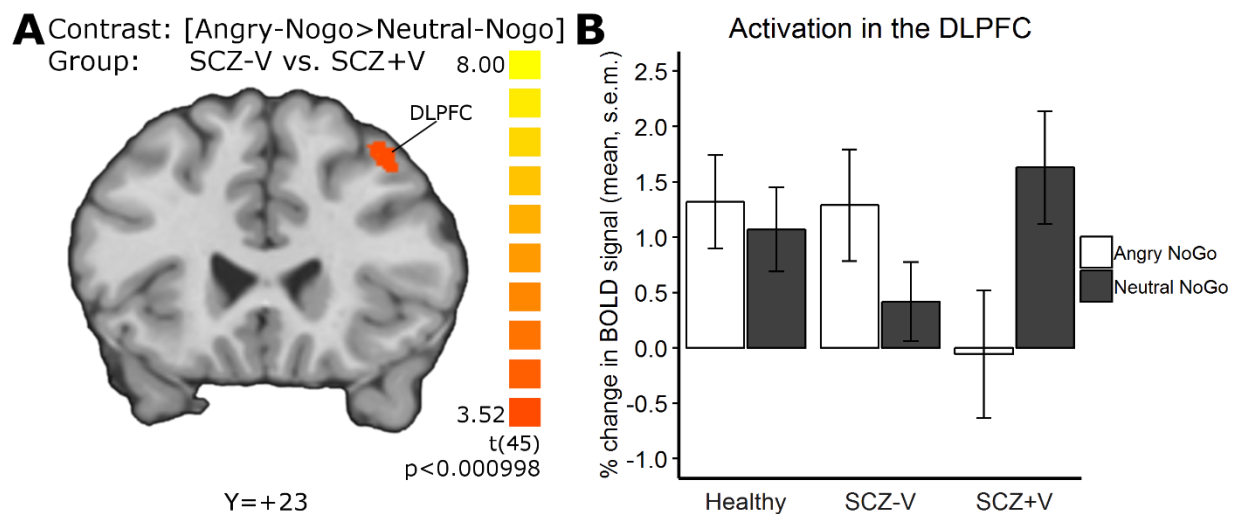 A Contrast: [Angry-Nogo>Neutral-Nogo]
Group: SCZ-V vs. SCZ+V
8.00
DLPFC
3.52
t(45)
p<0.000998
Y=+23
B Activation in the DLPFC
% change in BOLD signal (mean, s.e.m.)
2.5
2.0
1.5
1.0
0.5
0.0
-0.5
-1.0
Healthy SCZ-V SCZ+V
Angry NoGo
Neutral NoGo